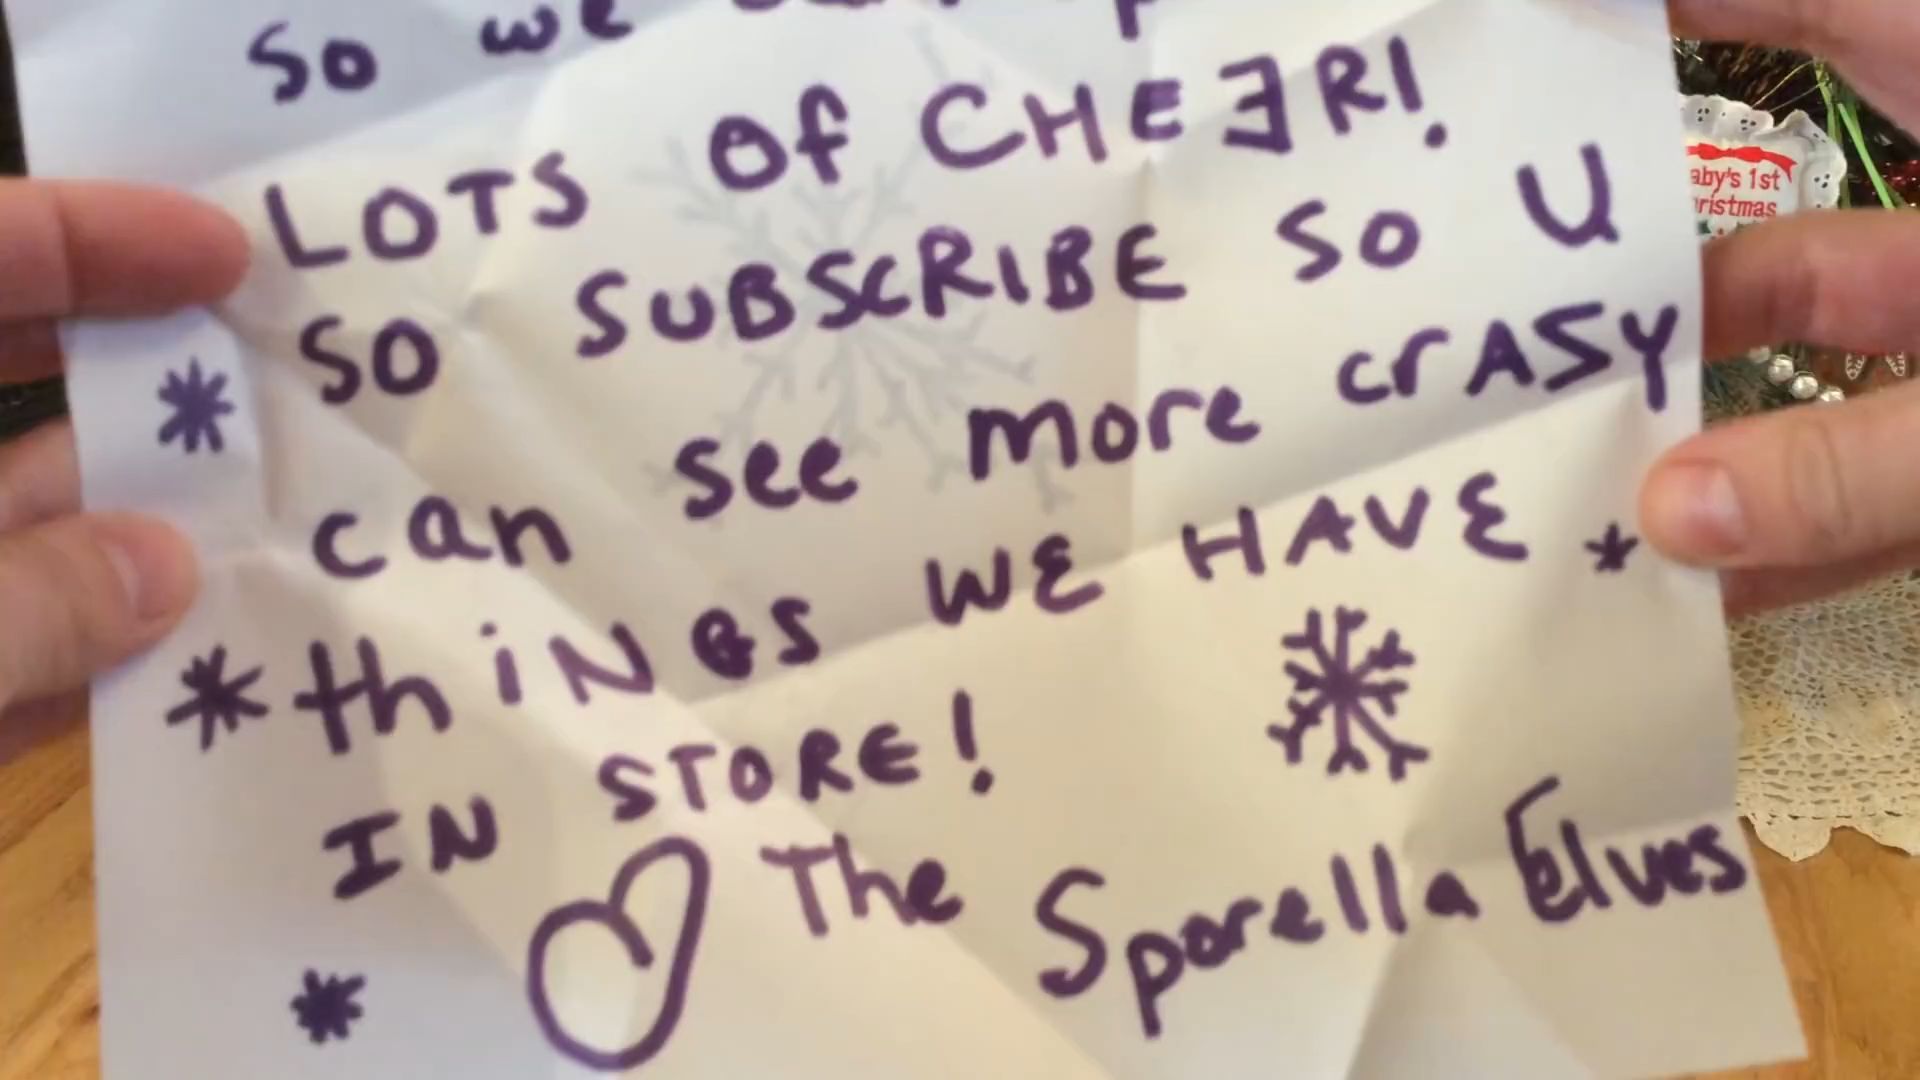 So we
LOTS Of CHEER!
SO SUBSCRIBE SO U
can see more crASY
thiNGS WE HAVE
IN STORE!
The Sporella Elves
aby's 1st
ristmas